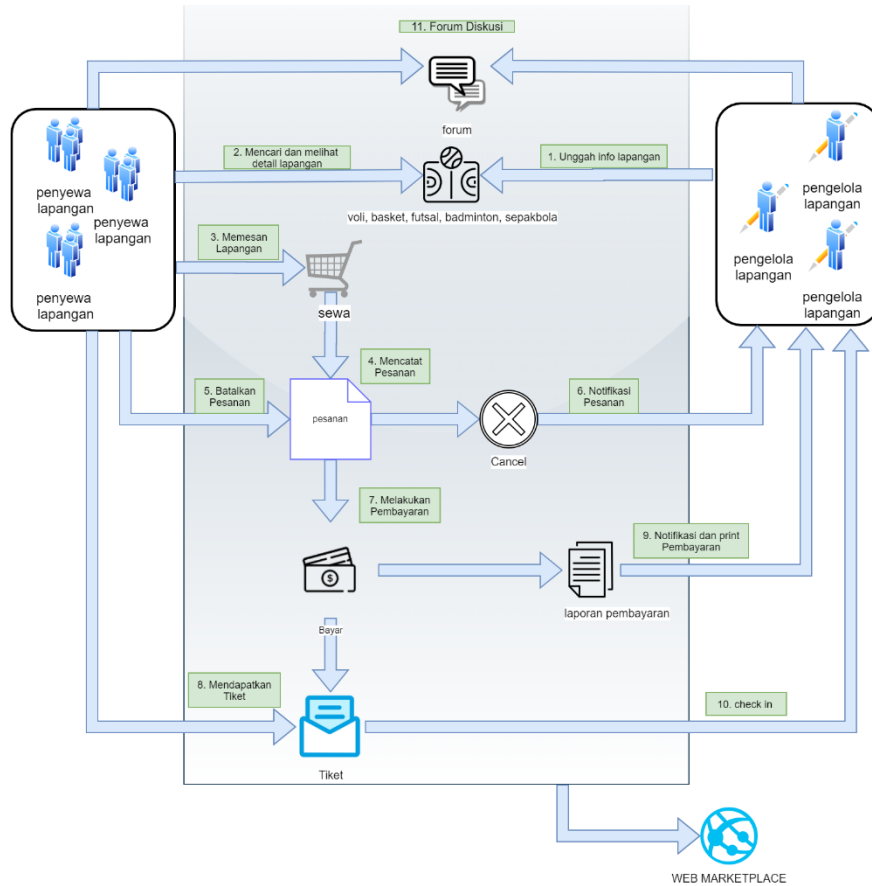 11. Forum Diskusi
forum
2. Mencari dan melihat
detail lapangan
1. Unggah info lapangan
penyewa
lapangan
penyewa
lapangan
penyewa
lapangan
pengelola
lapangan
pengelola
lapangan
pengelola
lapangan
voli, basket, futsal, badminton, sepakbola
3. Memesan
Lapangan
sewa
4. Mencatat
Pesanan
5. Batalkan
Pesanan
pesanan
6. Notifikasi
Pesanan
Cancel
7. Melakukan
Pembayaran
9. Notifikasi dan print
Pembayaran
laporan pembayaran
Bayar
8. Mendapatkan
Tiket
10. check in
Tiket
WEB MARKETPLACE